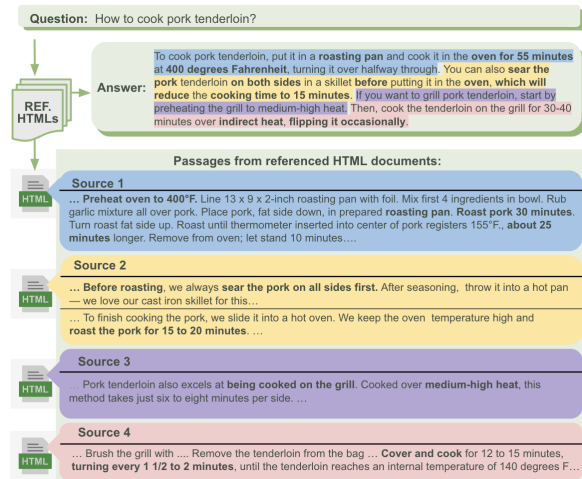 Question: How to cook pork tenderloin?
REF.
HTMLs
Answer:
To cook pork tenderloin, put it in a roasting pan and cook it in the oven for 55 minutes
at 400 degrees Fahrenheit, turning it over halfway through. You can also sear the
pork tenderloin on both sides in a skillet before putting it in the oven, which will
reduce the cooking time to 15 minutes. If you want to grill pork tenderloin, start by
preheating the grill to medium-high heat. Then, cook the tenderloin on the grill for 30-40
minutes over indirect heat, flipping it occasionally.
Passages from referenced HTML documents:
HTML
Source 1
... Preheat oven to 400°F. Line 13 x 9 x 2-inch roasting pan with foil. Mix first 4 ingredients in bowl. Rub
garlic mixture all over pork. Place pork, fat side down, in prepared roasting pan. Roast pork 30 minutes.
Turn roast fat side up. Roast until thermometer inserted into center of pork registers 155°F., about 25
minutes longer. Remove from oven; let stand 10 minutes....
HTML
Source 2
... Before roasting, we always sear the pork on all sides first. After seasoning, throw it into a hot pan
— we love our cast iron skillet for this...
... To finish cooking the pork, we slide it into a hot oven. We keep the oven temperature high and
roast the pork for 15 to 20 minutes. ...
HTML
Source 3
... Pork tenderloin also excels at being cooked on the grill. Cooked over medium-high heat, this
method takes just six to eight minutes per side. ...
HTML
Source 4
... Brush the grill with .... Remove the tenderloin from the bag ... Cover and cook for 12 to 15 minutes,
turning every 1 1/2 to 2 minutes, until the tenderloin reaches an internal temperature of 140 degrees F...